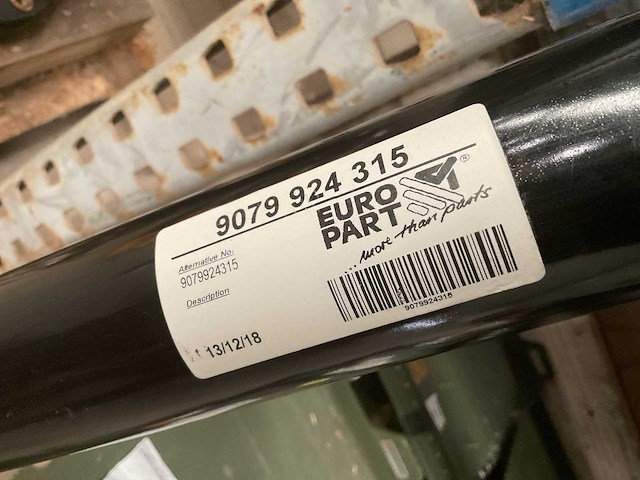 9079 924 315
EURO
PART
®
...more than parts
Alternative No.
9079924315
Description
9079924315
13/12/18